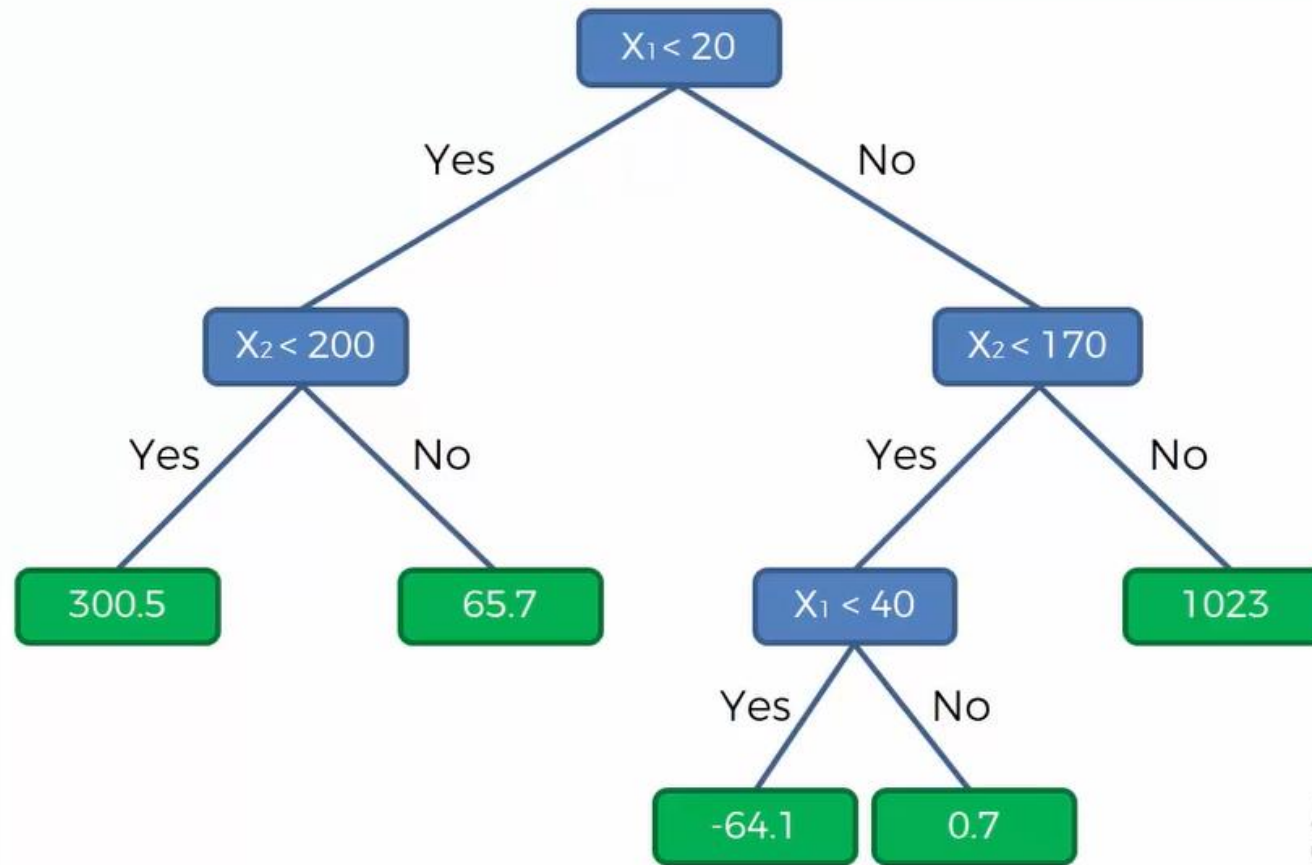 X₁ < 20
Yes
No
X₂ < 200
X₂ < 170
Yes
No
Yes
No
300.5
65.7
X₁ < 40
1023
Yes
No
-64.1
0.7